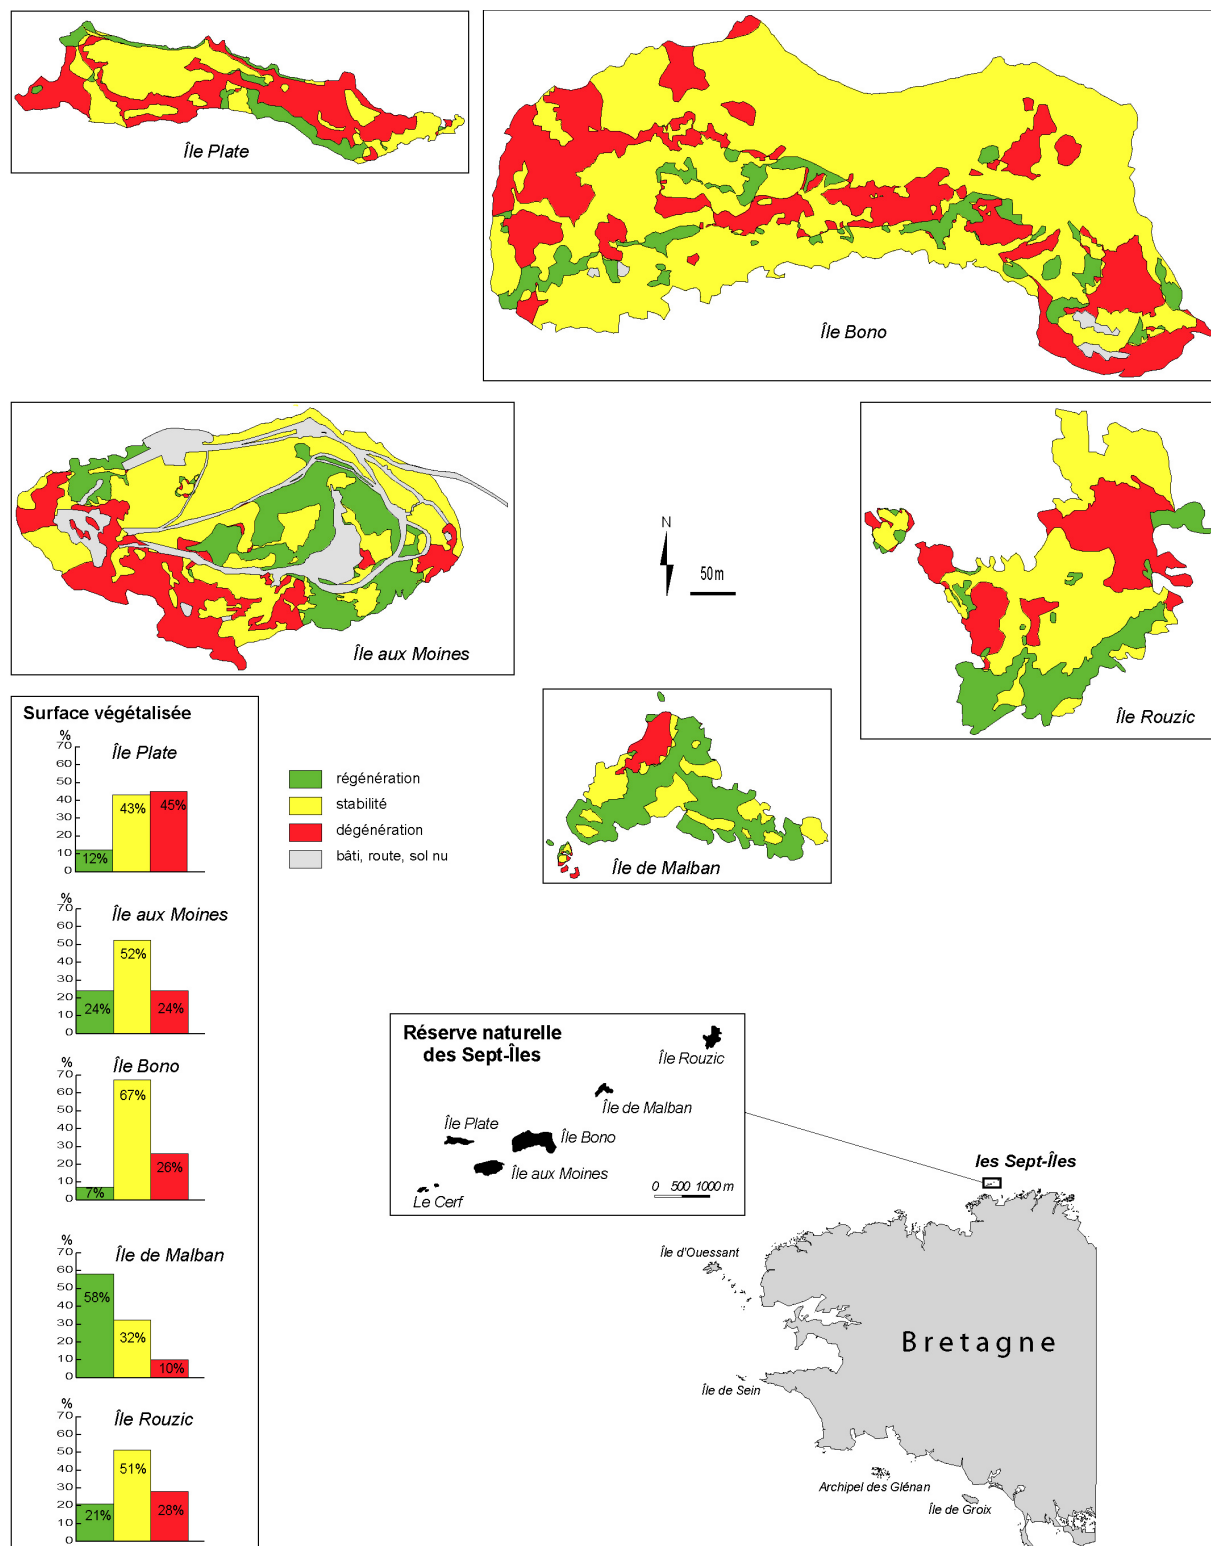 Île Plate
Île Bono
Île aux Moines
N
50m
Île Rouzic
Île de Malban
Surface végétalisée
%
70
60
50
40
30
20
10
0
Île Plate
12%
43%
45%
%
70
60
50
40
30
20
10
0
Île aux Moines
24%
52%
24%
%
70
60
50
40
30
20
10
0
Île Bono
7%
67%
26%
%
70
60
50
40
30
20
10
0
Île de Malban
58%
32%
10%
%
70
60
50
40
30
20
10
0
Île Rouzic
21%
51%
28%
régénération
stabilité
dégénération
bâti, route, sol nu
Réserve naturelle
des Sept-Îles
Île Rouzic
Île de Malban
Île Plate
Île Bono
Île aux Moines
Le Cerf
0 500 1000 m
les Sept-Îles
Île d'Ouessant
Bretagne
Île de Sein
Archipel des Glénan
Île de Groix